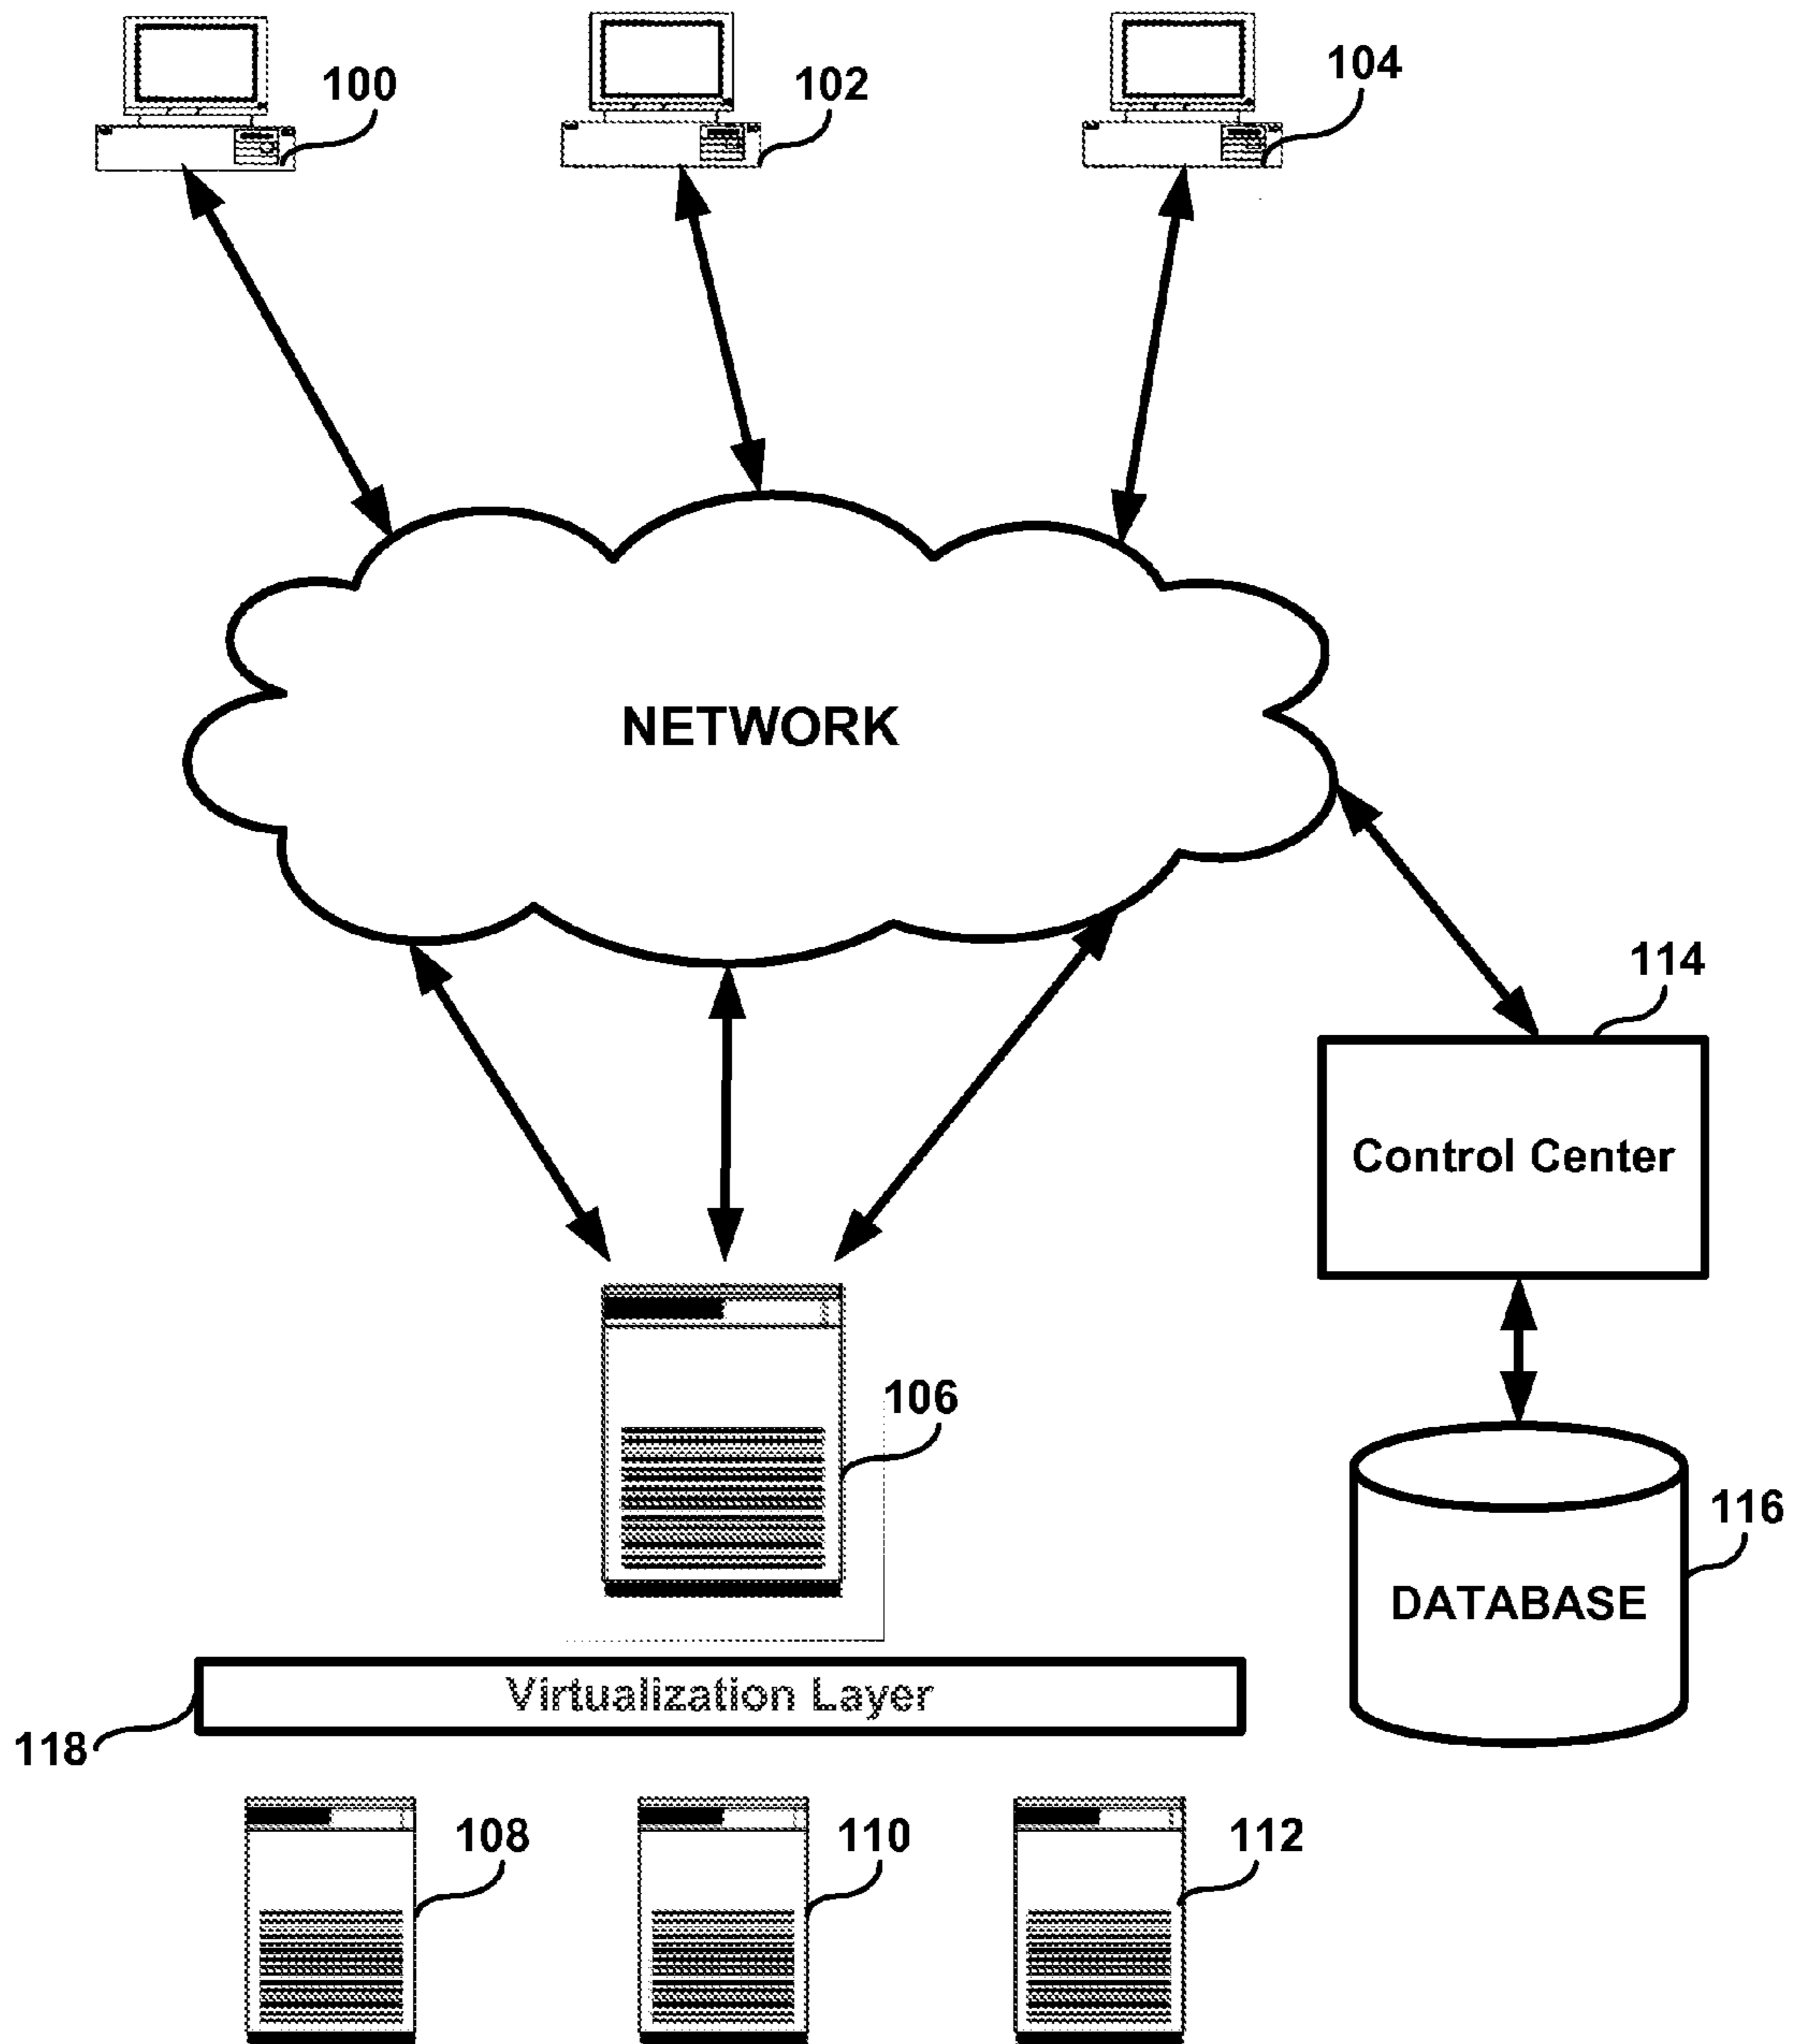 100
102
104
NETWORK
114
Control Center
106
116
DATABASE
Virtualization Layer
118
108
110
112